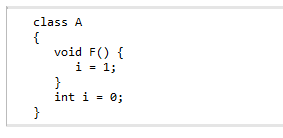 class A
{
    void F() {
        i = 1;
    }
    int i = 0;
}